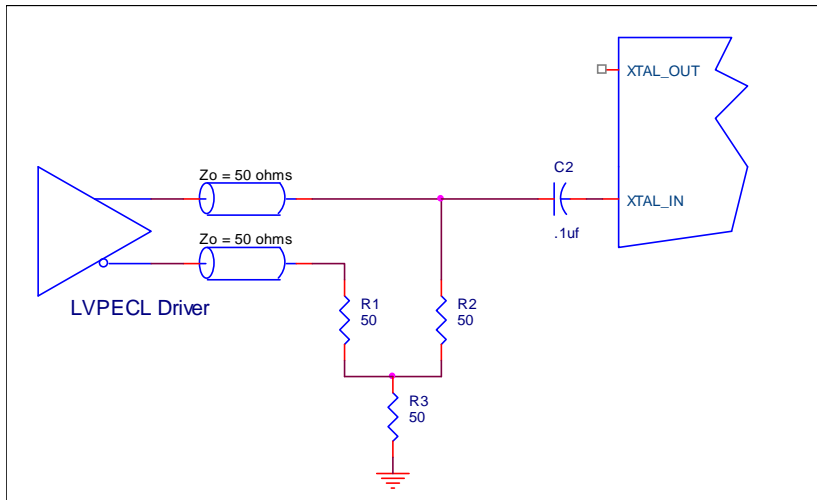 XTAL_OUT
C2
Zo = 50 ohms
XTAL_IN
.1uf
Zo = 50 ohms
LVPECL Driver
R1
50
R2
50
R3
50